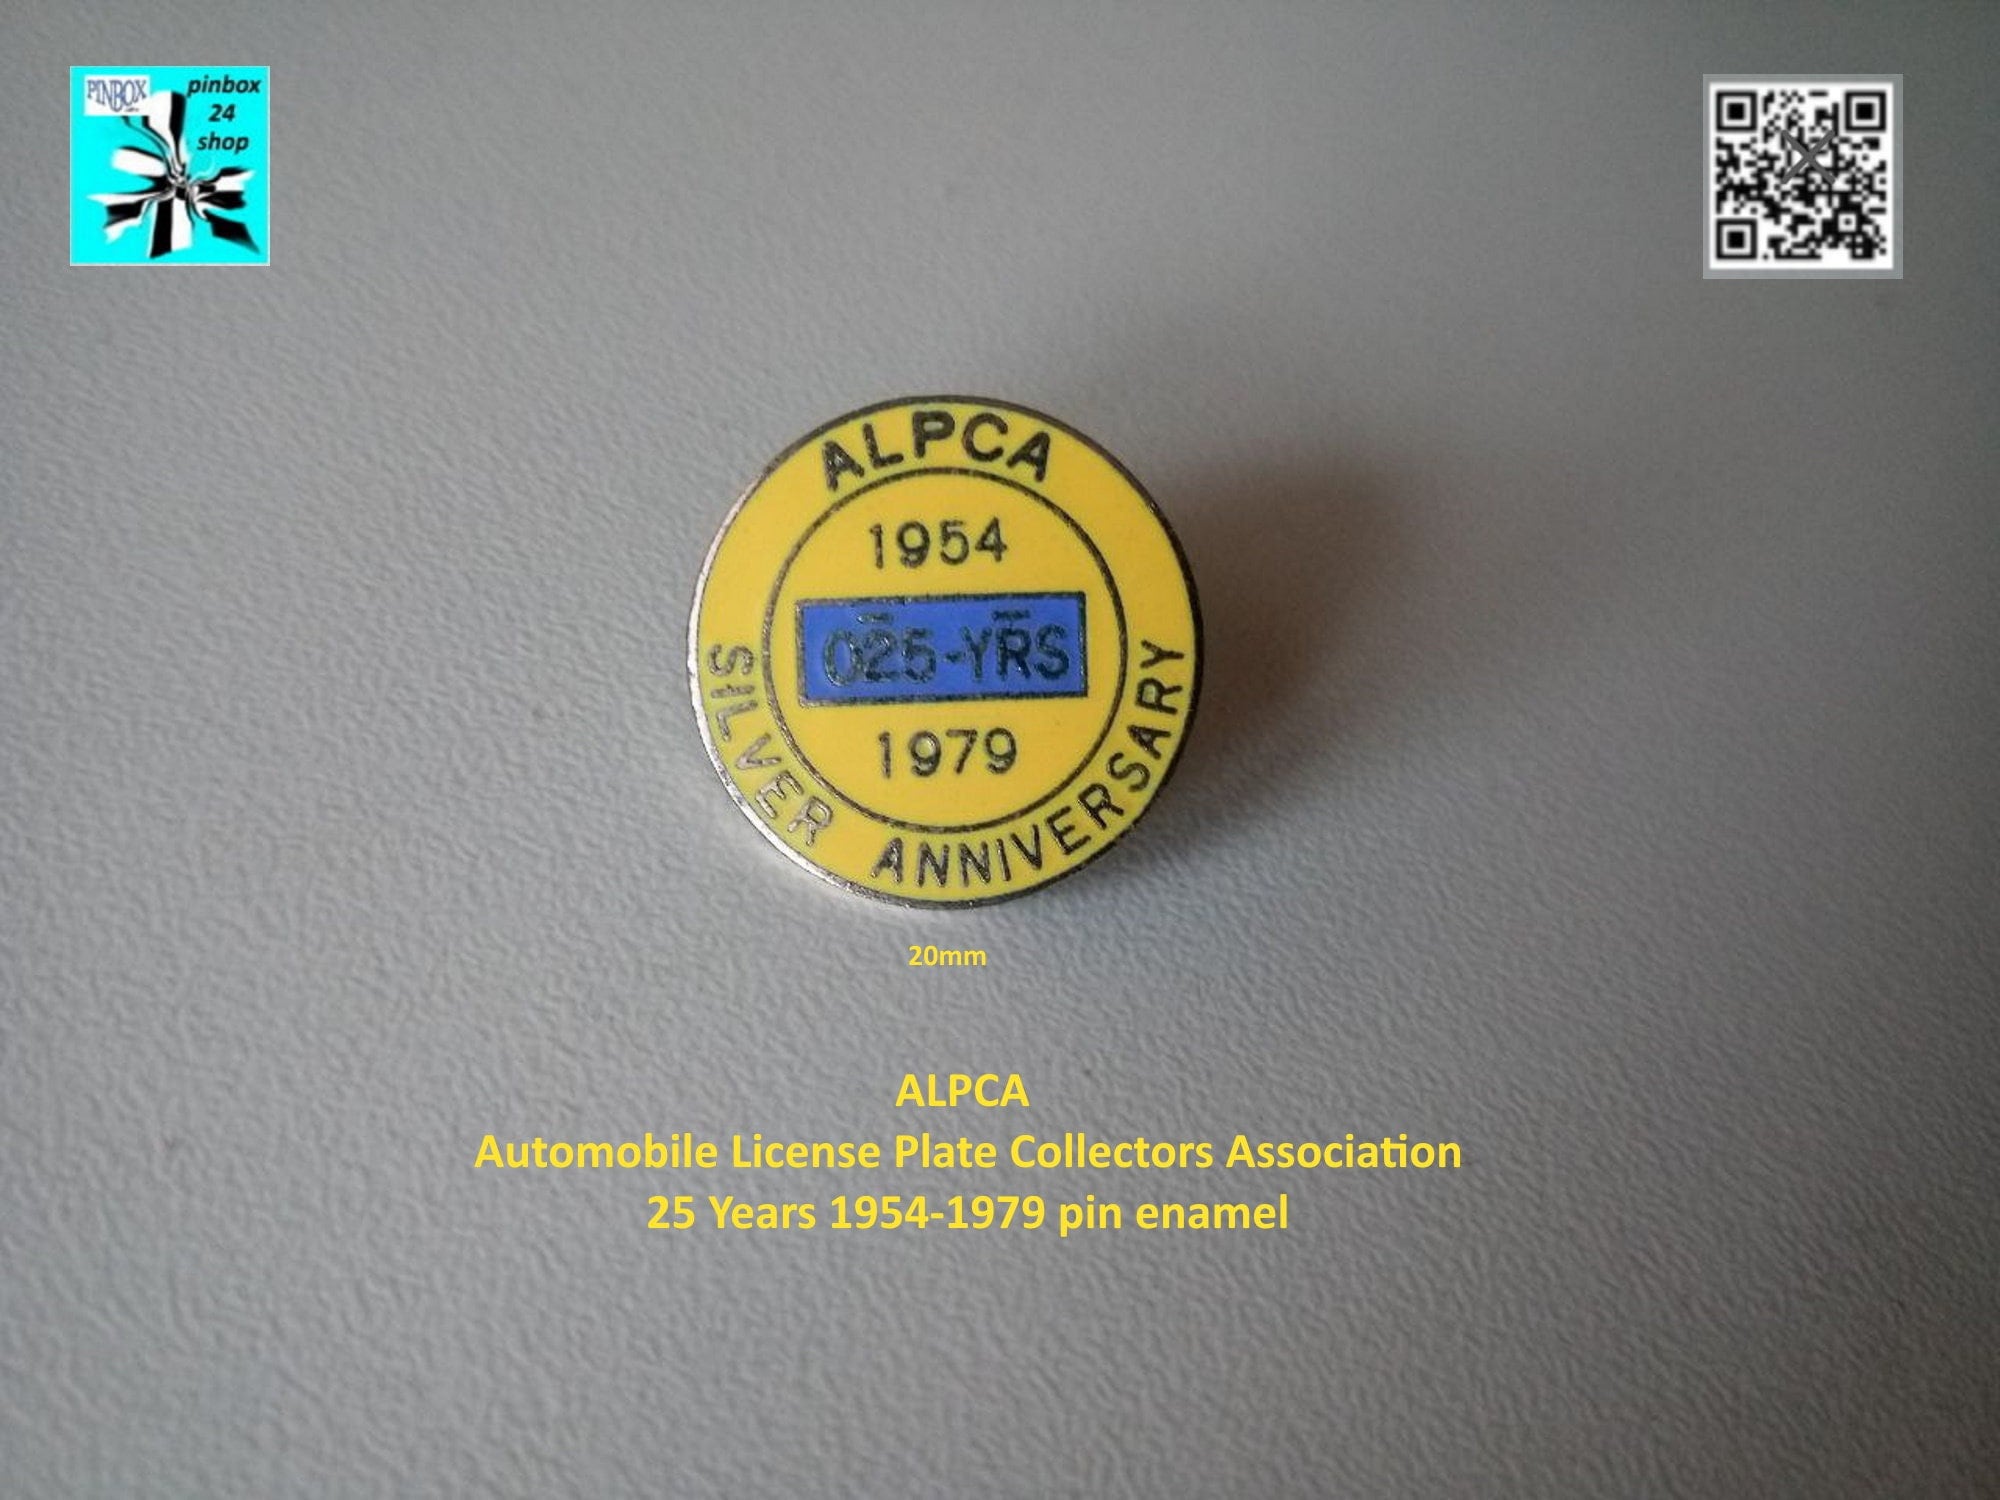 PINBOX
pinbox
24
shop
ALPCA
1954
025-YRS
1979
SILVER ANNIVERSARY
20mm
ALPCA
Automobile License Plate Collectors Association
25 Years 1954-1979 pin enamel